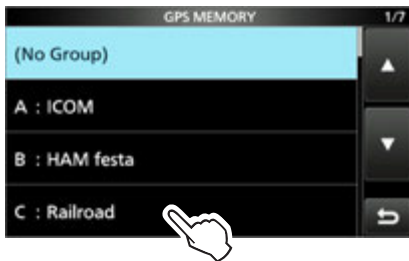 GPS MEMORY 1/7
(No Group)
A : ICOM
B : HAM festa
C : Railroad